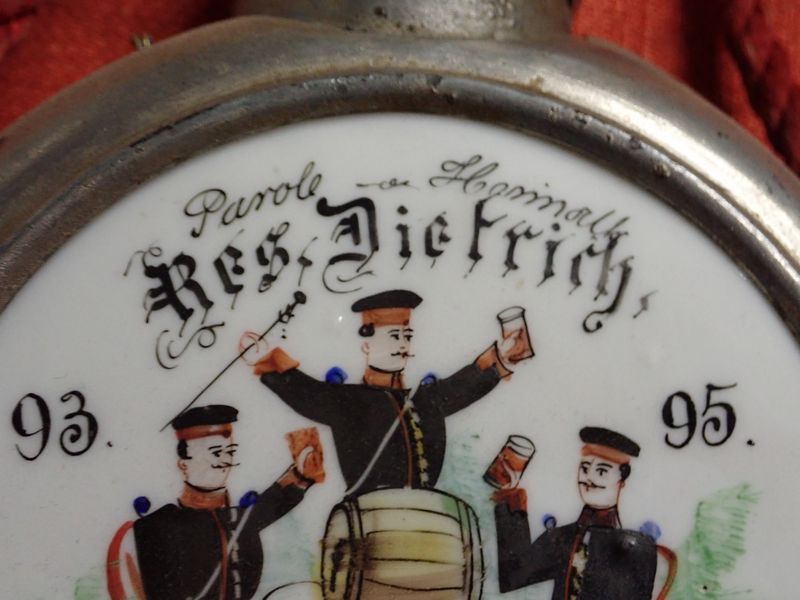 Parole Heimath
Res. Dietrich.
93. 95.